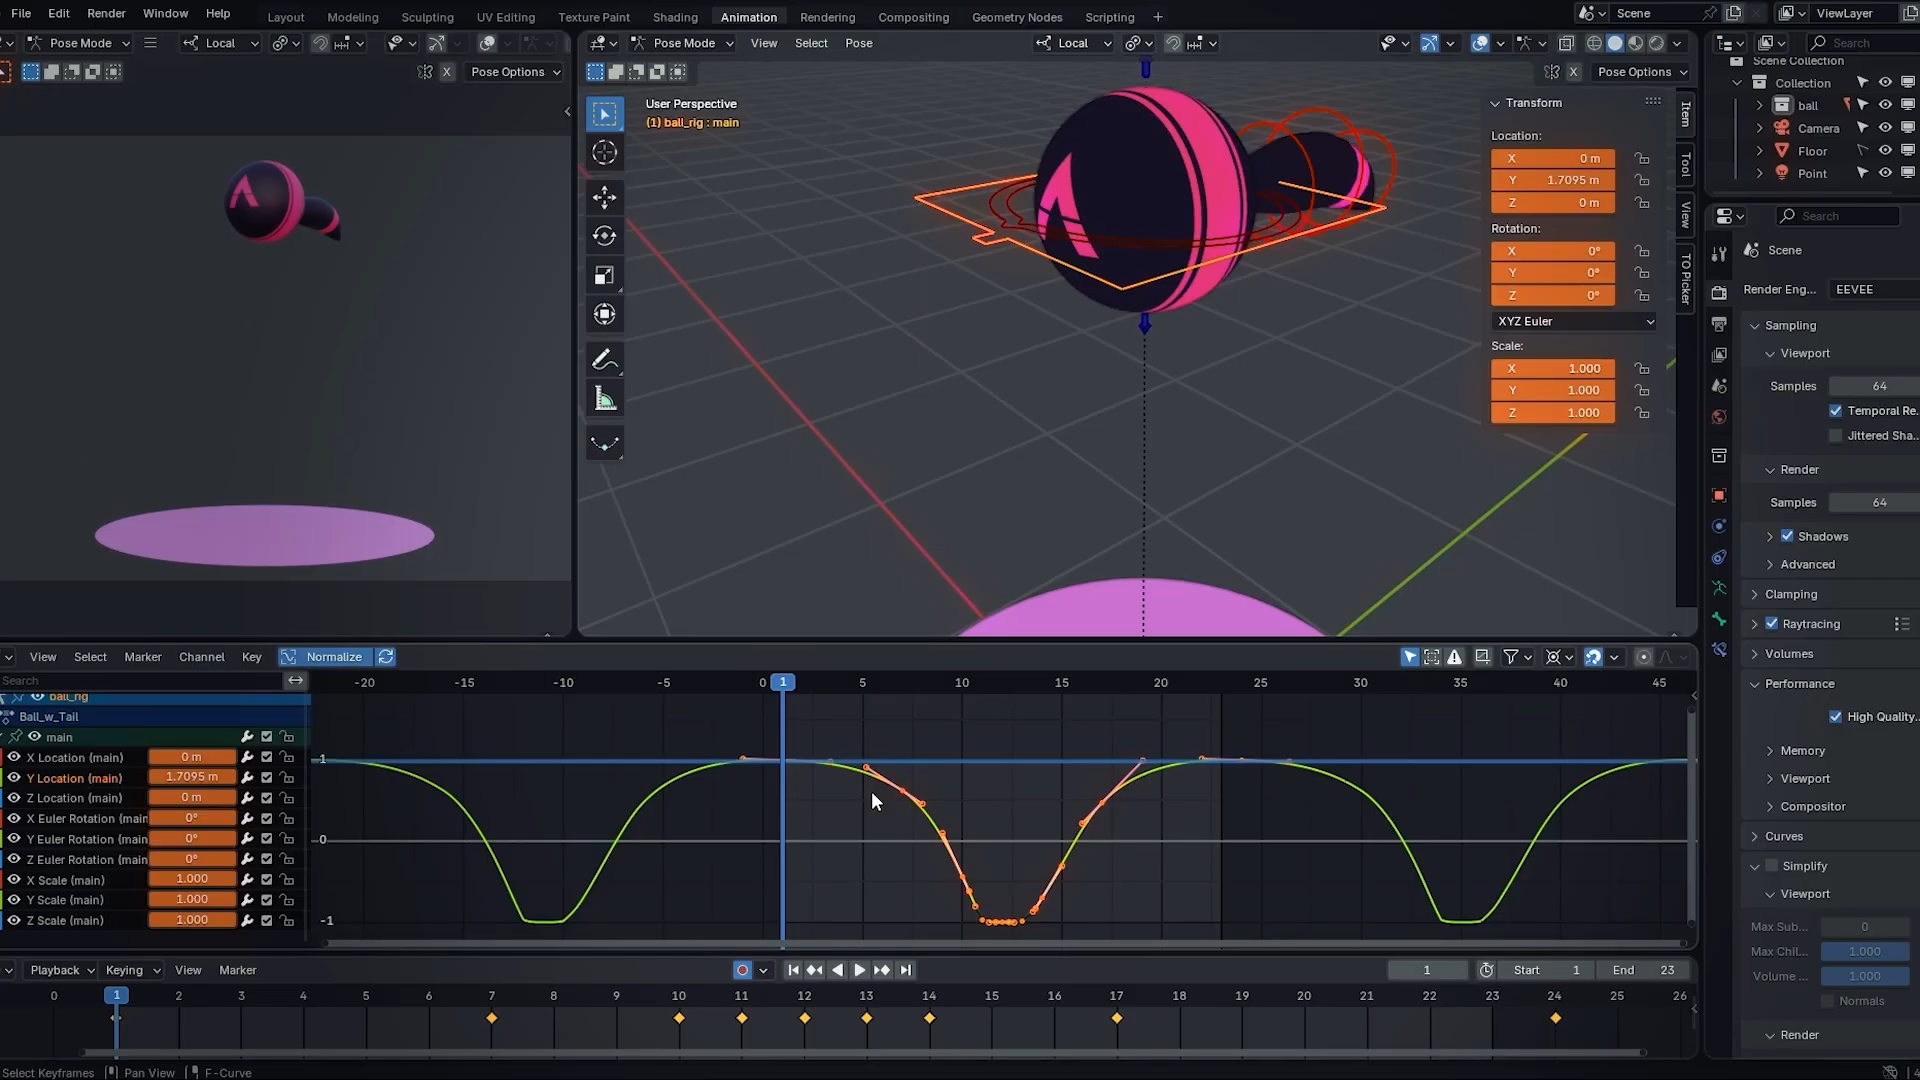 File Edit Render Window Help Layout Modeling Sculpting UV Editing Texture Paint Shading Animation Rendering Compositing Geometry Nodes Scripting + Scene ViewLayer
Pose Mode Local
Pose Mode View Select Pose Local
Search
X Pose Options
X Pose Options
Scene Collection
Collection
ball
Camera
Floor
Point
User Perspective
(1) ball_rig : main
Transform
Location:
X 0 m
Y 1.7095 m
Z 0 m
Rotation:
X 0°
Y 0°
Z 0°
XYZ Euler
Scale:
X 1.000
Y 1.000
Z 1.000
Item
Tool
View
TO Picker
Search
Scene
Render Eng... EEVEE
Sampling
Viewport
Samples 64
Temporal Re...
Jittered Sha...
Render
Samples 64
Shadows
Advanced
Clamping
Raytracing
Volumes
Performance
High Quality...
Memory
Viewport
Compositor
Curves
Simplify
Viewport
Max Sub... 0
Max Chil... 1.000
Volume ... 1.000
Normals
Render
View Select Marker Channel Key Normalize
Search
-20 -15 -10 -5 0 1 5 10 15 20 25 30 35 40 45
ball_rig
Ball_w_Tail
main
X Location (main) 0 m
Y Location (main) 1.7095 m
Z Location (main) 0 m
X Euler Rotation (main 0°
Y Euler Rotation (main 0°
Z Euler Rotation (main 0°
X Scale (main) 1.000
Y Scale (main) 1.000
Z Scale (main) 1.000
1
0
-1
Playback Keying View Marker 1 Start 1 End 23
0 1 2 3 4 5 6 7 8 9 10 11 12 13 14 15 16 17 18 19 20 21 22 23 24 25 26
Select Keyframes Pan View F-Curve